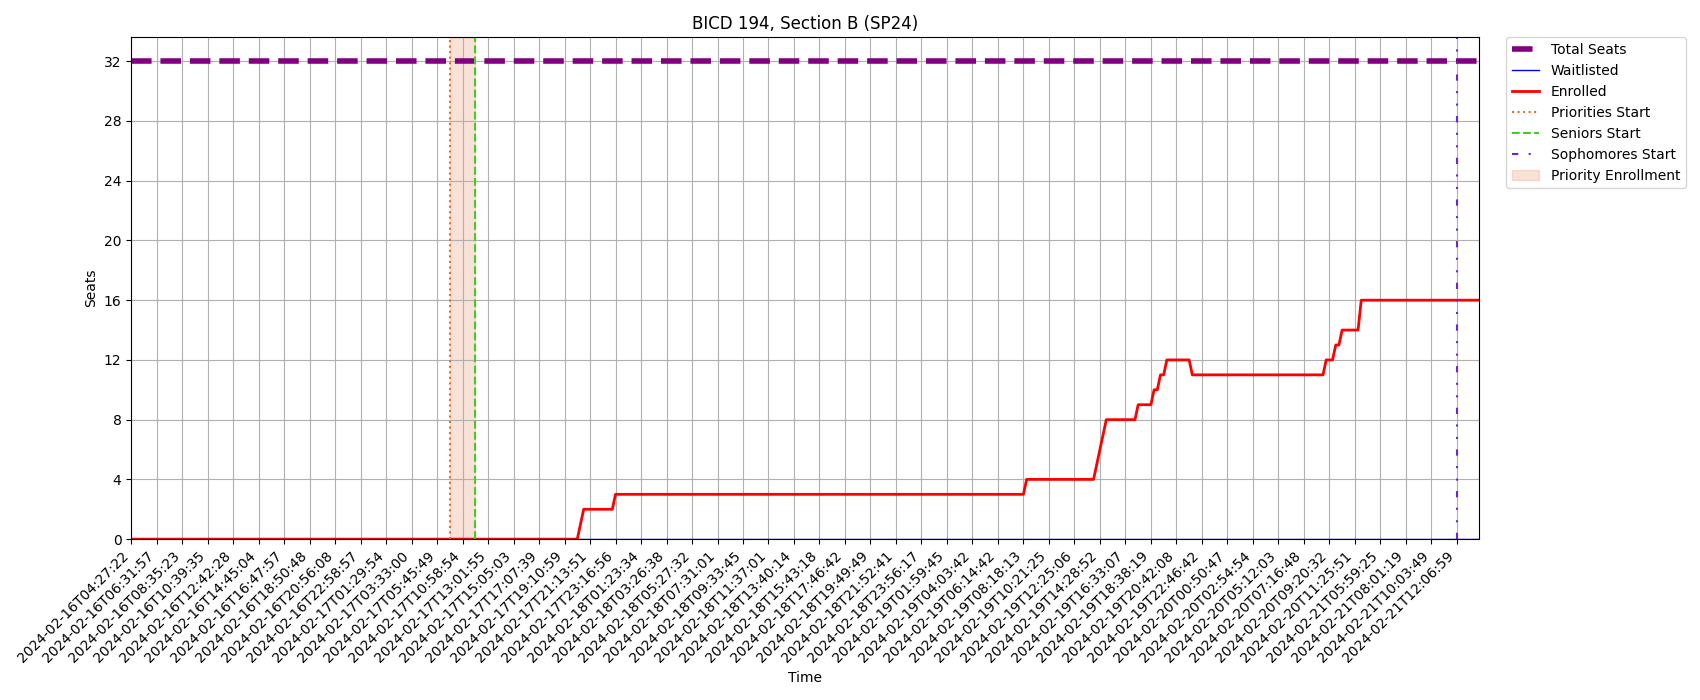 BICD 194, Section B (SP24)
Total Seats
Waitlisted
Enrolled
Priorities Start
Seniors Start
Sophomores Start
Priority Enrollment
Seats
32
28
24
20
16
12
8
4
0
2024-02-16T04:27:22
2024-02-16T06:31:57
2024-02-16T08:35:23
2024-02-16T10:39:35
2024-02-16T12:42:28
2024-02-16T14:45:04
2024-02-16T16:47:57
2024-02-16T18:50:48
2024-02-16T20:56:08
2024-02-16T22:58:57
2024-02-17T01:29:54
2024-02-17T03:33:00
2024-02-17T05:45:49
2024-02-17T10:58:54
2024-02-17T13:01:55
2024-02-17T15:05:03
2024-02-17T17:07:39
2024-02-17T19:10:59
2024-02-17T21:13:51
2024-02-17T23:16:56
2024-02-18T01:23:34
2024-02-18T03:26:38
2024-02-18T05:27:32
2024-02-18T07:31:01
2024-02-18T09:33:45
2024-02-18T11:37:01
2024-02-18T13:40:14
2024-02-18T15:43:18
2024-02-18T17:46:42
2024-02-18T19:49:49
2024-02-18T21:52:41
2024-02-18T23:56:17
2024-02-19T01:59:45
2024-02-19T04:03:42
2024-02-19T06:14:42
2024-02-19T08:18:13
2024-02-19T10:21:25
2024-02-19T12:25:06
2024-02-19T14:28:52
2024-02-19T16:33:07
2024-02-19T18:38:19
2024-02-19T20:42:08
2024-02-19T22:46:42
2024-02-20T00:50:47
2024-02-20T02:54:54
2024-02-20T05:12:03
2024-02-20T07:16:48
2024-02-20T09:20:32
2024-02-20T11:25:51
2024-02-21T05:59:25
2024-02-21T08:01:19
2024-02-21T10:03:49
2024-02-21T12:06:59
Time